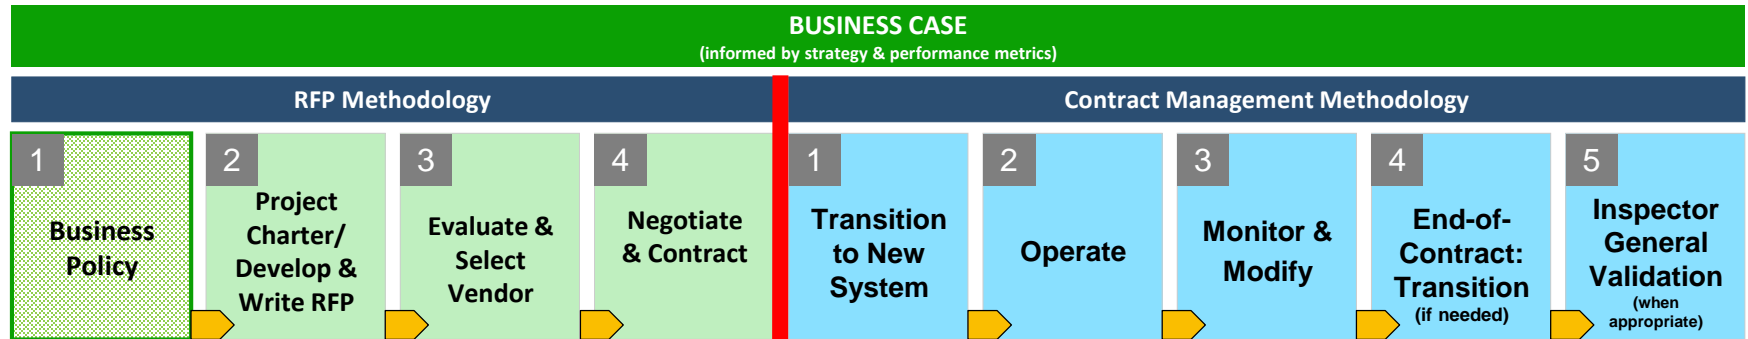 BUSINESS CASE
(informed by strategy & performance metrics)
RFP Methodology
Contract Management Methodology
1
Business
Policy
2
Project
Charter/
Develop &
Write RFP
3
Evaluate &
Select
Vendor
4
Negotiate
& Contract
1
Transition
to New
System
2
Operate
3
Monitor &
Modify
4
End-of-
Contract:
Transition
(if needed)
5
Inspector
General
Validation
(when
appropriate)